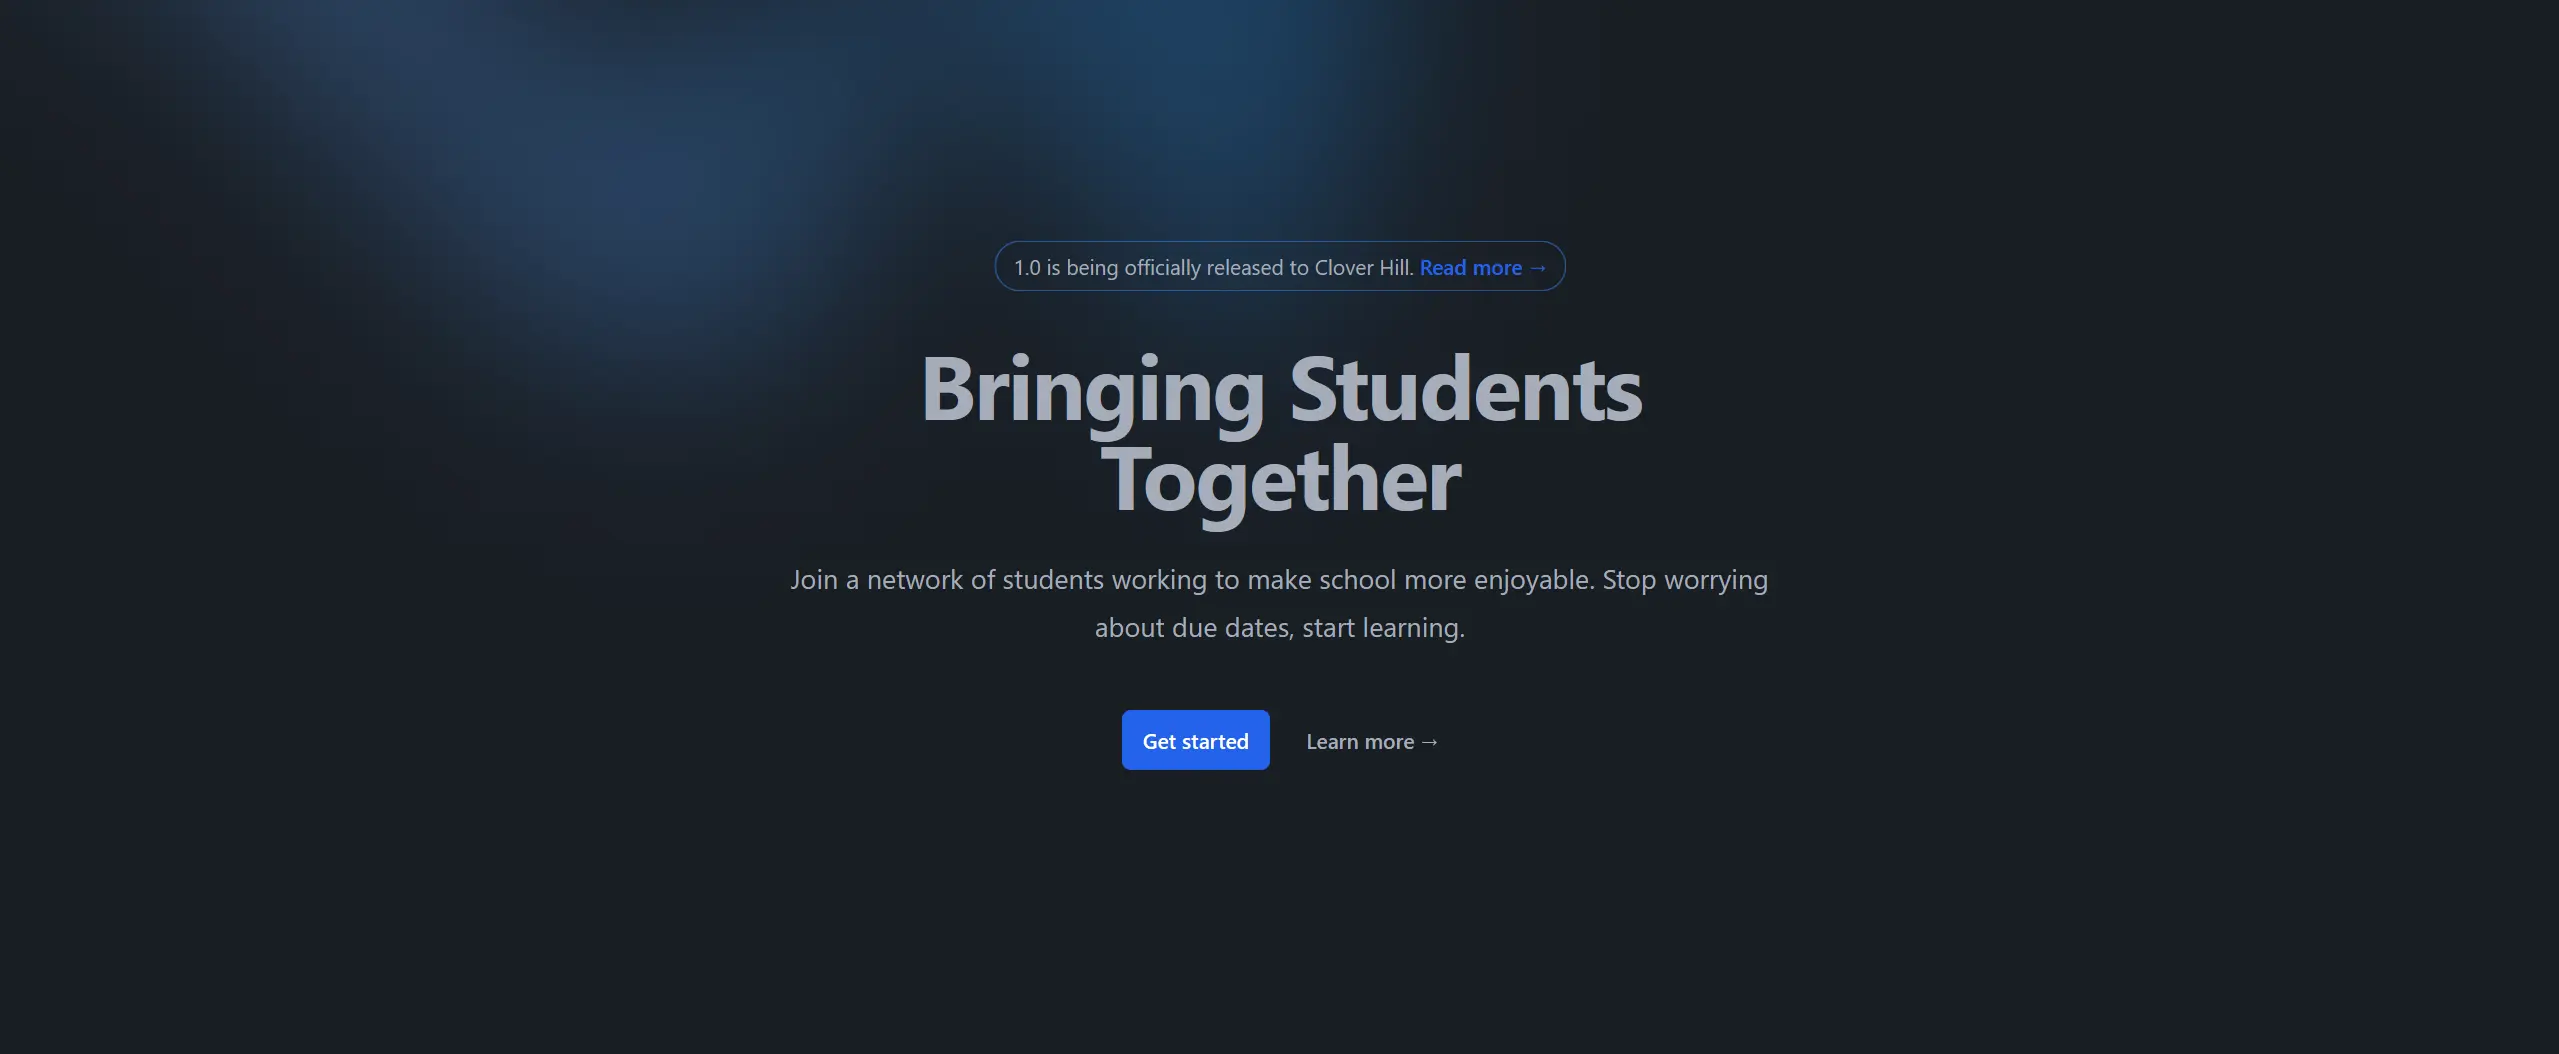 1.0 is being officially released to Clover Hill. Read more →
Bringing Students
Together
Join a network of students working to make school more enjoyable. Stop worrying
about due dates, start learning.
Get started
Learn more →